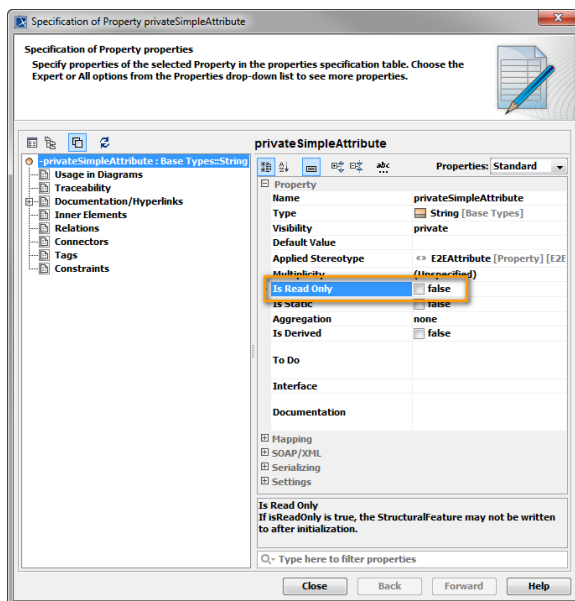 Specification of Property privateSimpleAttribute
Specification of Property properties
Specify properties of the selected Property in the properties specification table. Choose the
Expert or All options from the Properties drop-down list to see more properties.
privateSimpleAttribute
-privateSimpleAttribute : Base Types::String
Usage in Diagrams
Traceability
Documentation/Hyperlinks
Inner Elements
Relations
Connectors
Tags
Constraints
Properties: Standard
Property
Name privateSimpleAttribute
Type String [Base Types]
Visibility private
Default Value
Applied Stereotype «» E2EAttribute [Property] [E2E
Multiplicity (Unspecified)
Is Read Only false
Is Static false
Aggregation none
Is Derived false
To Do
Interface
Documentation
Mapping
SOAP/XML
Serializing
Settings
Is Read Only
If isReadOnly is true, the StructuralFeature may not be written
to after initialization.
Type here to filter properties
Close Back Forward Help